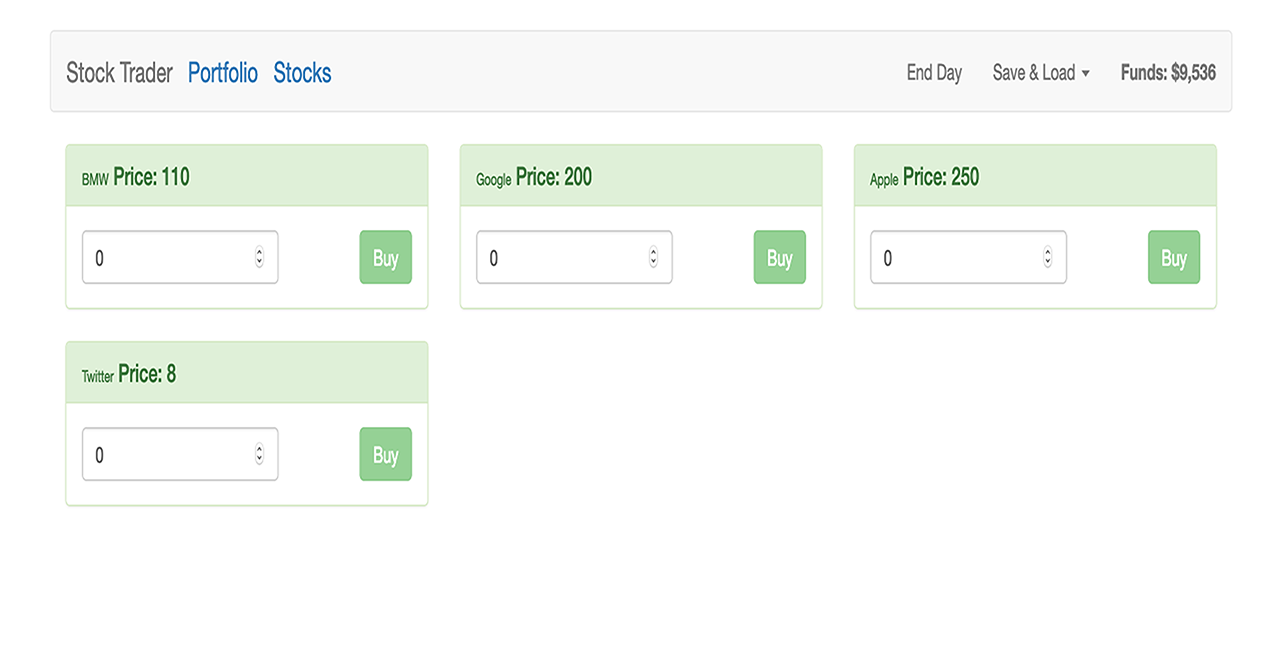 Stock Trader Portfolio Stocks End Day Save & Load Funds: $9,536
BMW Price: 110
0 Buy
Google Price: 200
0 Buy
Apple Price: 250
0 Buy
Twitter Price: 8
0 Buy